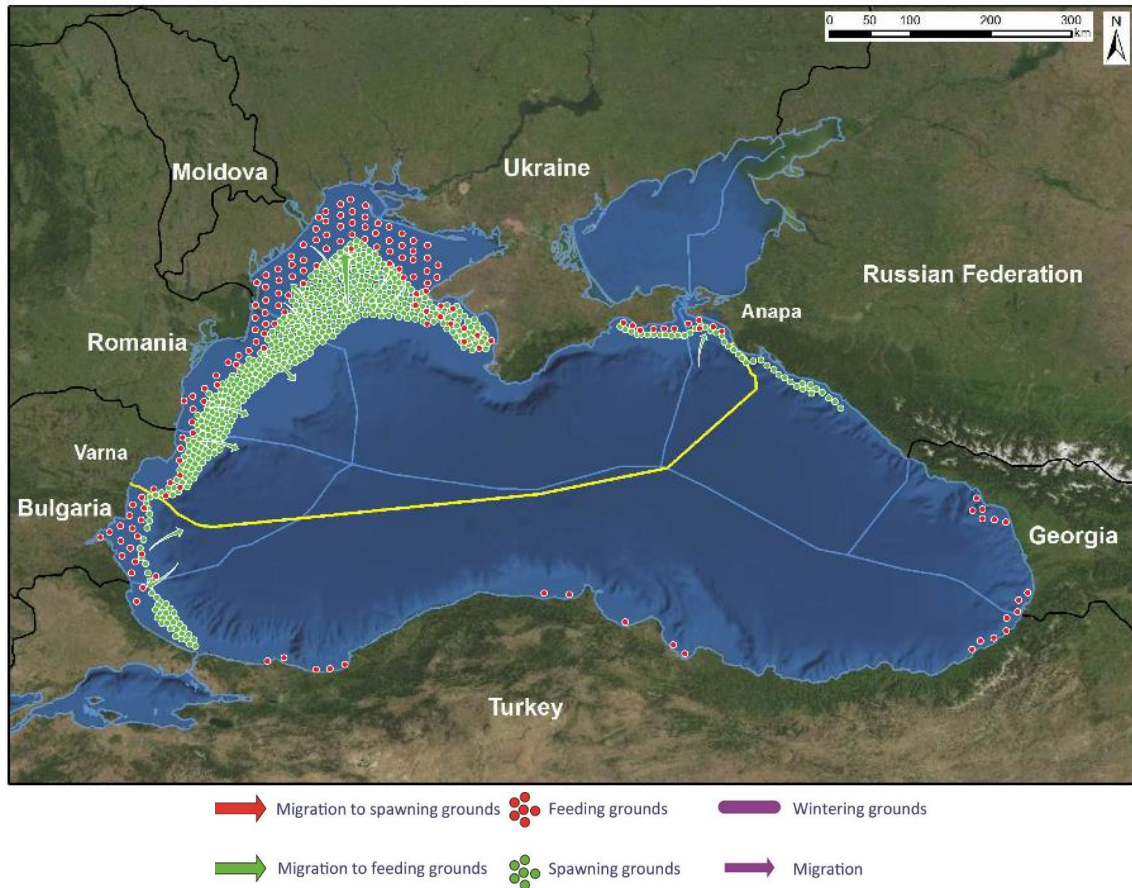 0 50 100 200 300
km
N
Moldova
Ukraine
Russian Federation
Anapa
Romania
Varna
Bulgaria
Georgia
Turkey
Migration to spawning grounds Feeding grounds Wintering grounds
Migration to feeding grounds Spawning grounds Migration